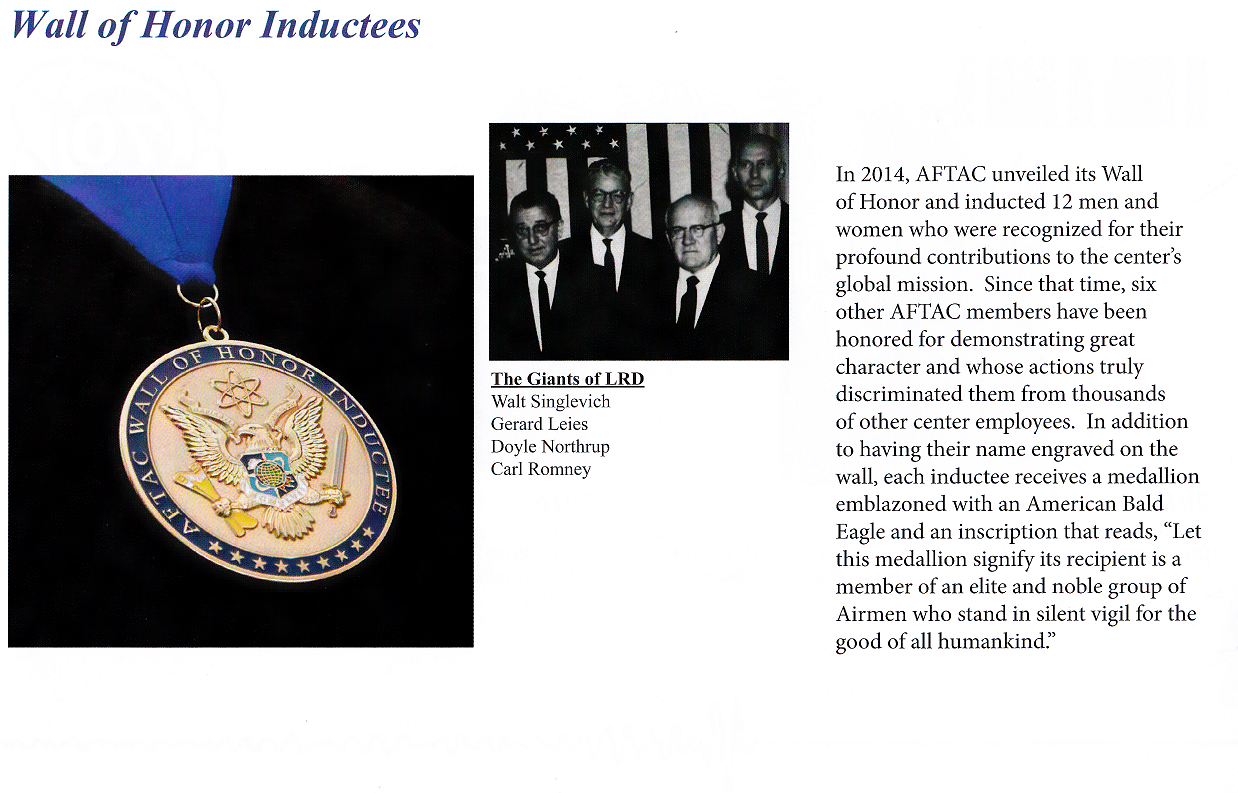 Wall of Honor Inductees
AFTAC WALL OF HONOR INDUCTEE
The Giants of LRD
Walt Singlevich
Gerard Leies
Doyle Northrup
Carl Romney
In 2014, AFTAC unveiled its Wall
of Honor and inducted 12 men and
women who were recognized for their
profound contributions to the center’s
global mission.  Since that time, six
other AFTAC members have been
honored for demonstrating great
character and whose actions truly
discriminated them from thousands
of other center employees.  In addition
to having their name engraved on the
wall, each inductee receives a medallion
emblazoned with an American Bald
Eagle and an inscription that reads, “Let
this medallion signify its recipient is a
member of an elite and noble group of
Airmen who stand in silent vigil for the
good of all humankind.”